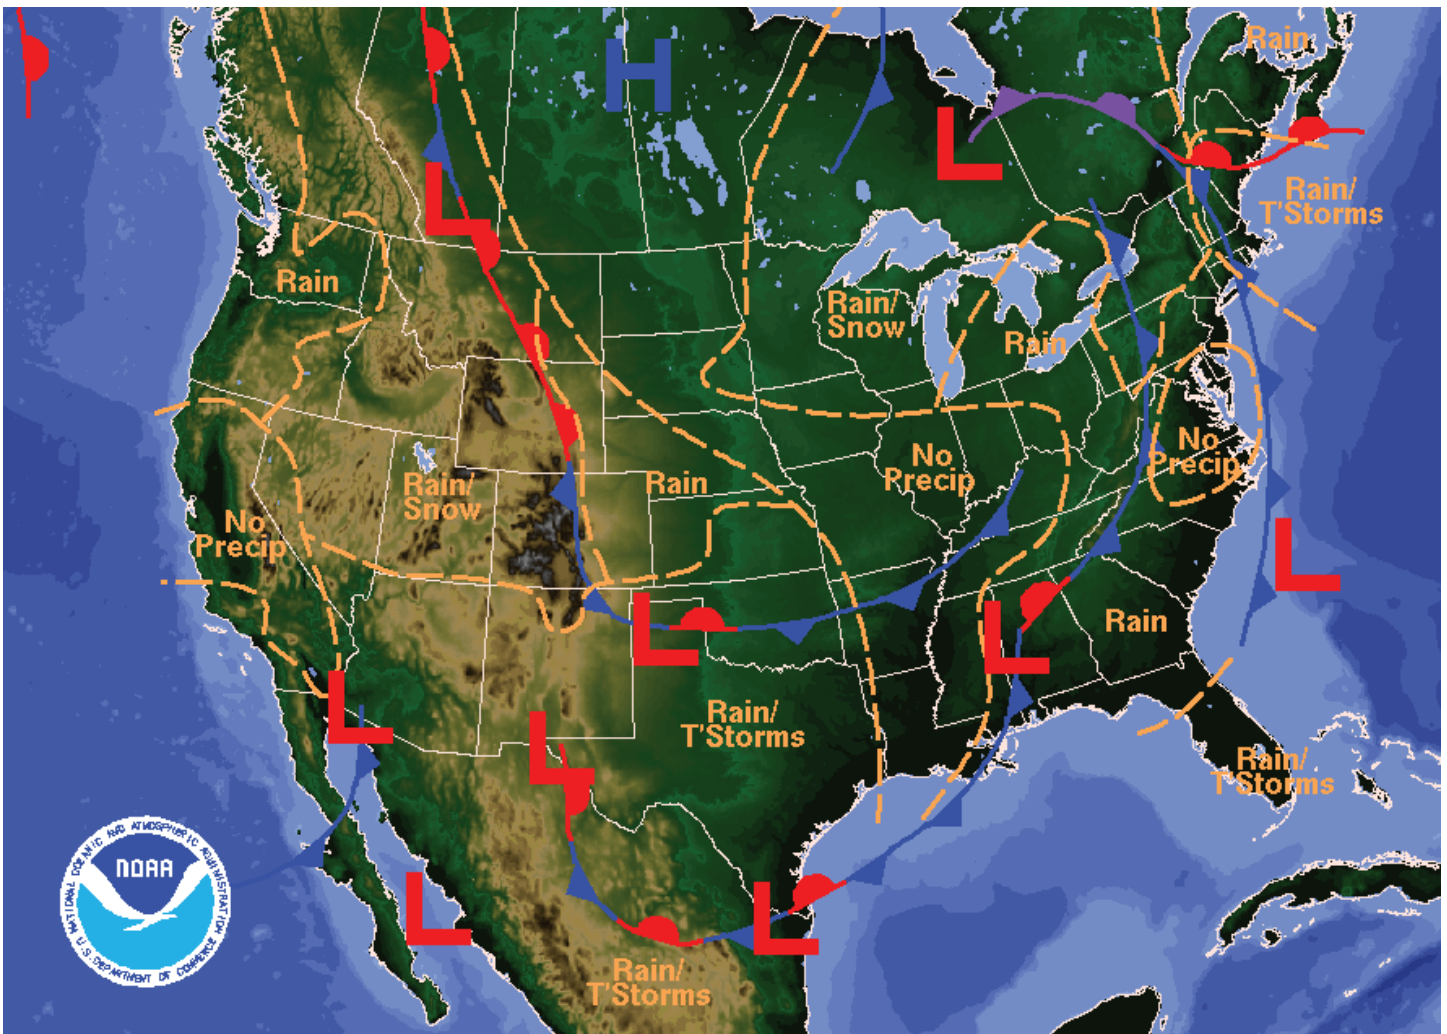 Rain
H
L
Rain/
T'Storms
L
Rain
Rain/
Snow
Rain
No
Precip
No
Precip
Rain/
Snow
Rain
No
Precip
L
L
L
Rain
L
Rain/
T'Storms
L
Rain/
T'Storms
L
L
Rain/
T'Storms
NATIONAL OCEANIC AND ATMOSPHERIC ADMINISTRATION
NOAA
U.S. DEPARTMENT OF COMMERCE